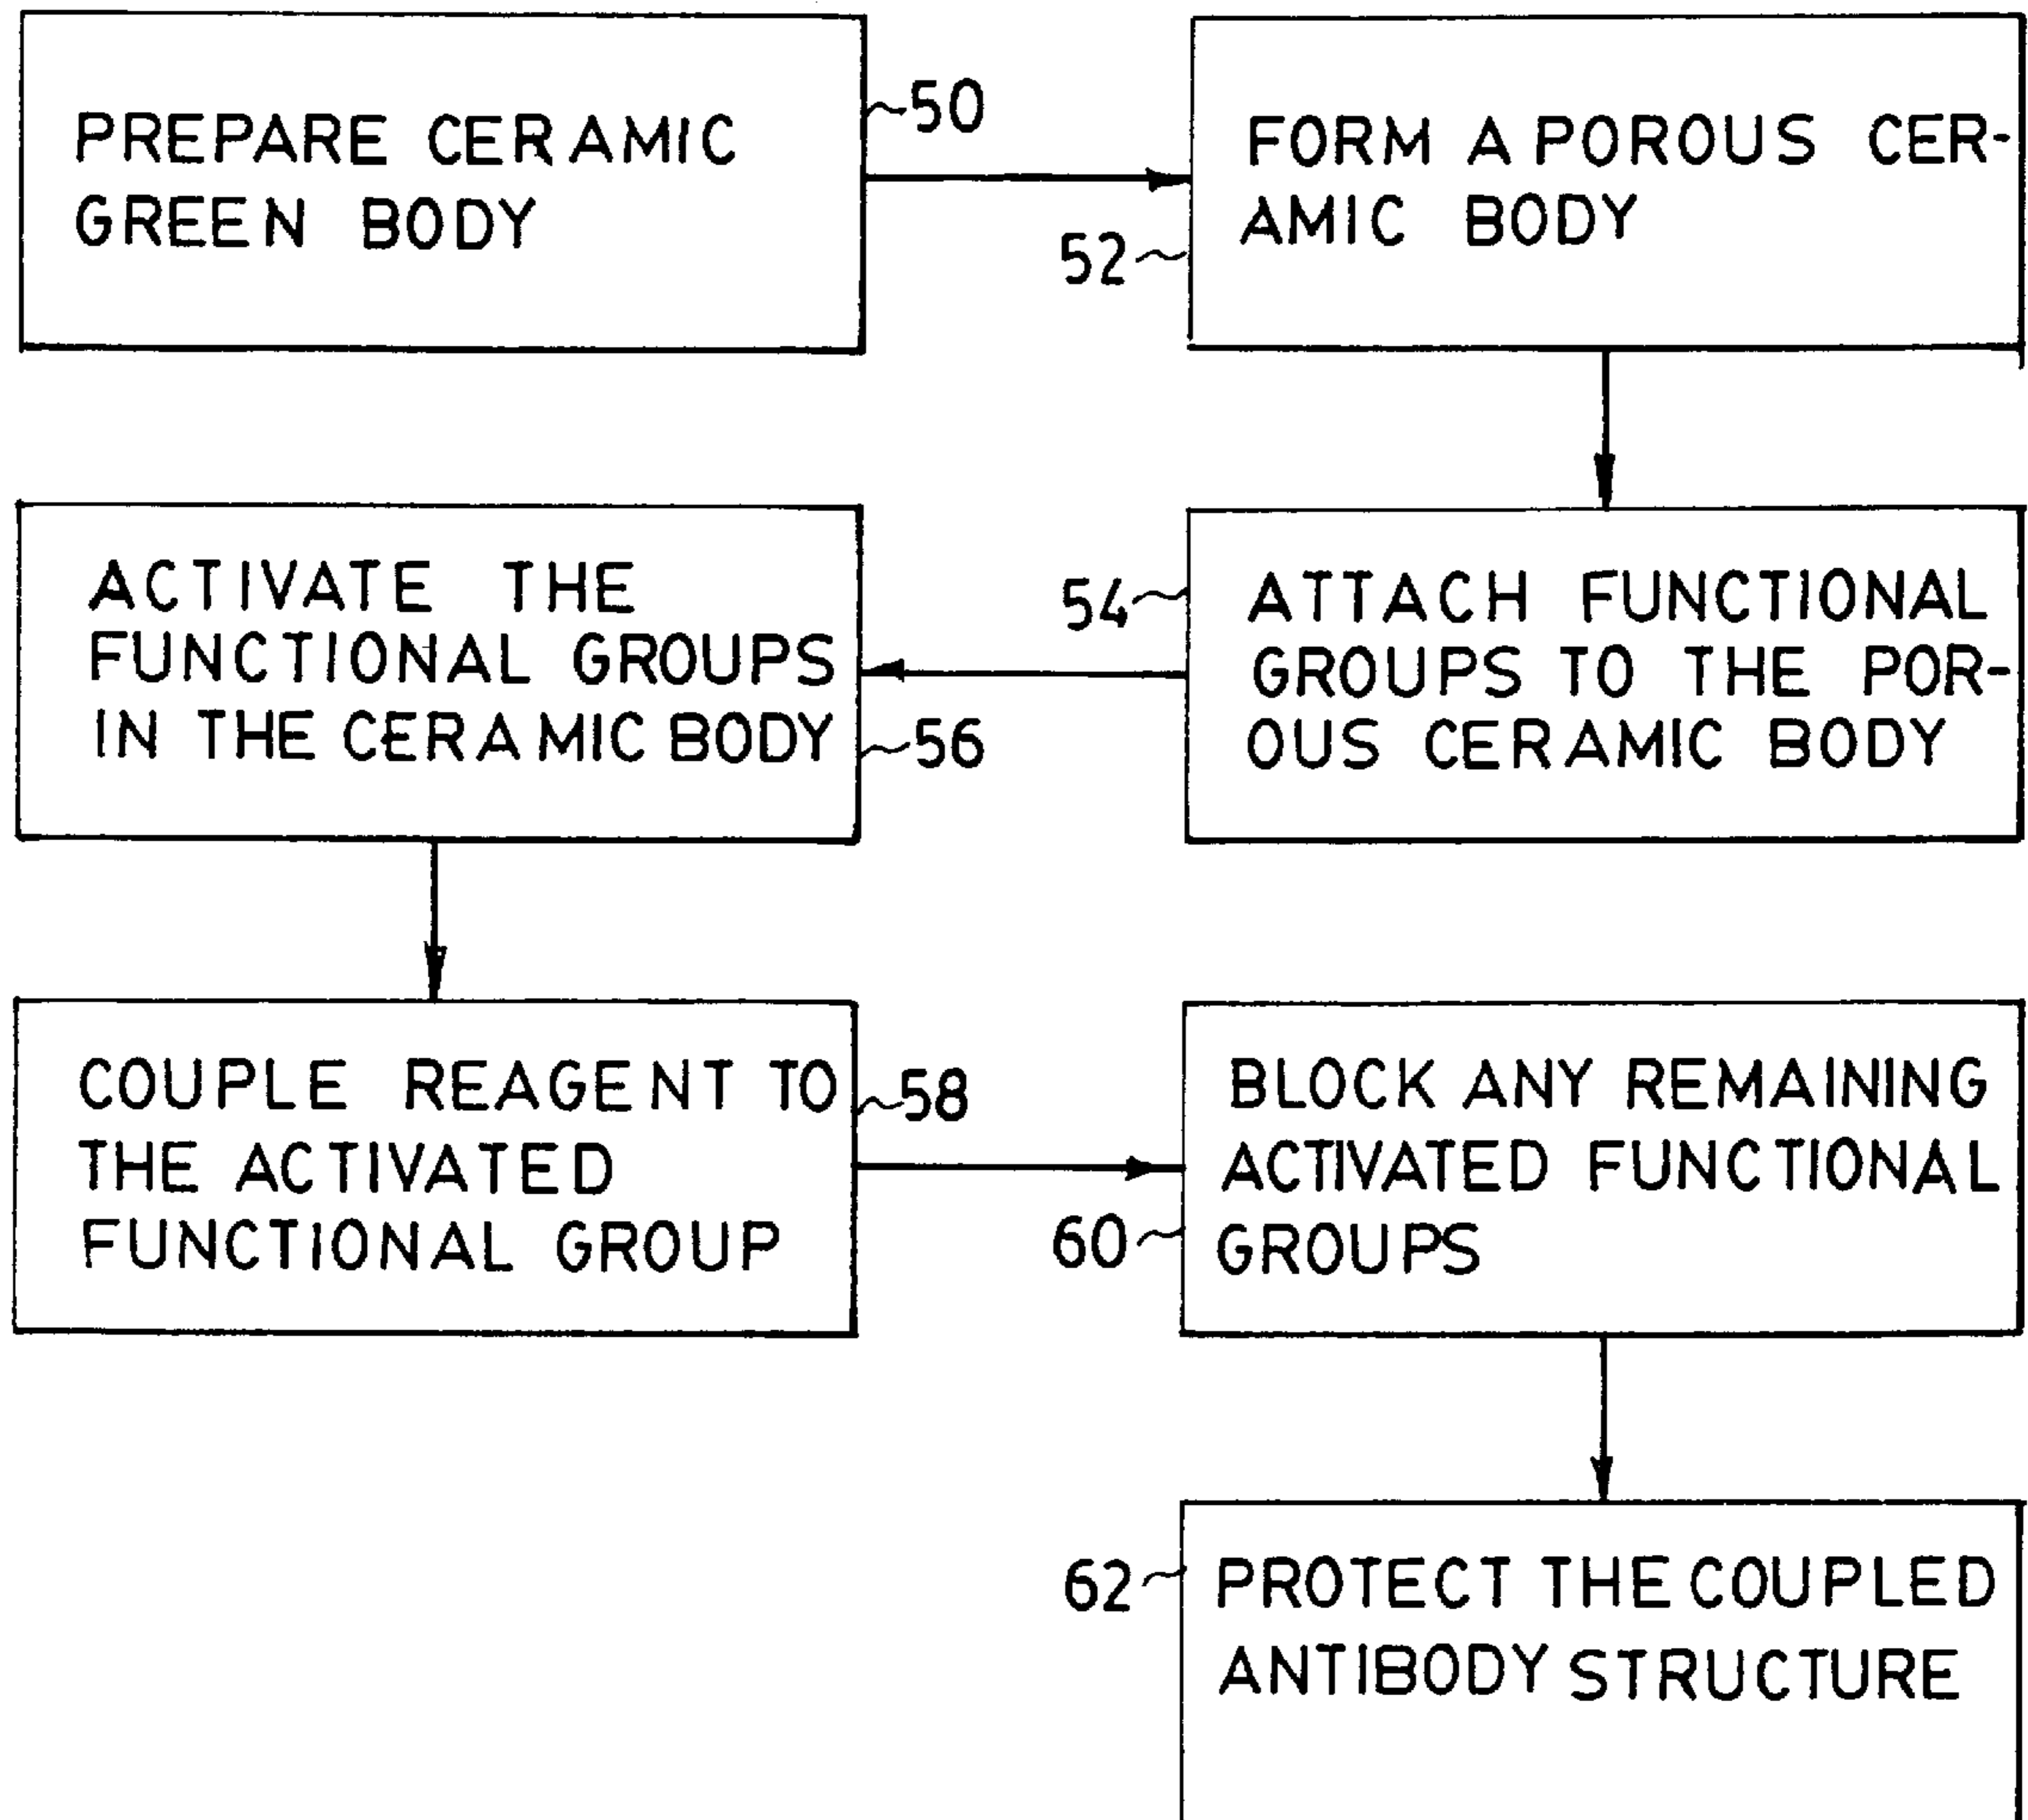 PREPARE CERAMIC
GREEN BODY
50
FORM A POROUS CER-
AMIC BODY
52
54
ATTACH FUNCTIONAL
GROUPS TO THE POR-
OUS CERAMIC BODY
ACTIVATE THE
FUNCTIONAL GROUPS
IN THE CERAMIC BODY
56
COUPLE REAGENT TO
THE ACTIVATED
FUNCTIONAL GROUP
58
BLOCK ANY REMAINING
ACTIVATED FUNCTIONAL
GROUPS
60
62
PROTECT THE COUPLED
ANTIBODY STRUCTURE